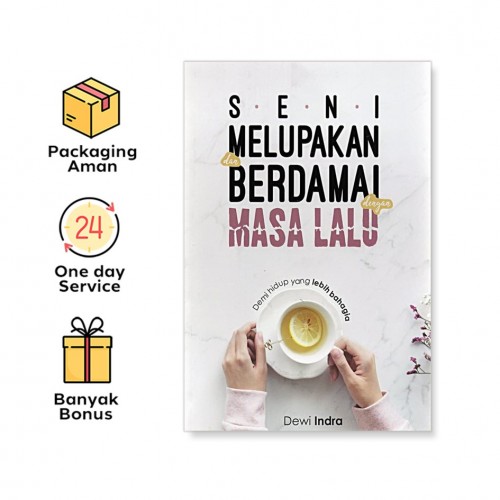 Packaging
Aman
24
One day
Service
Banyak
Bonus
S·E·N·I
MELUPAKAN
dan
BERDAMAI
dengan
MASA LALU
Demi hidup yang lebih bahagia
Dewi Indra